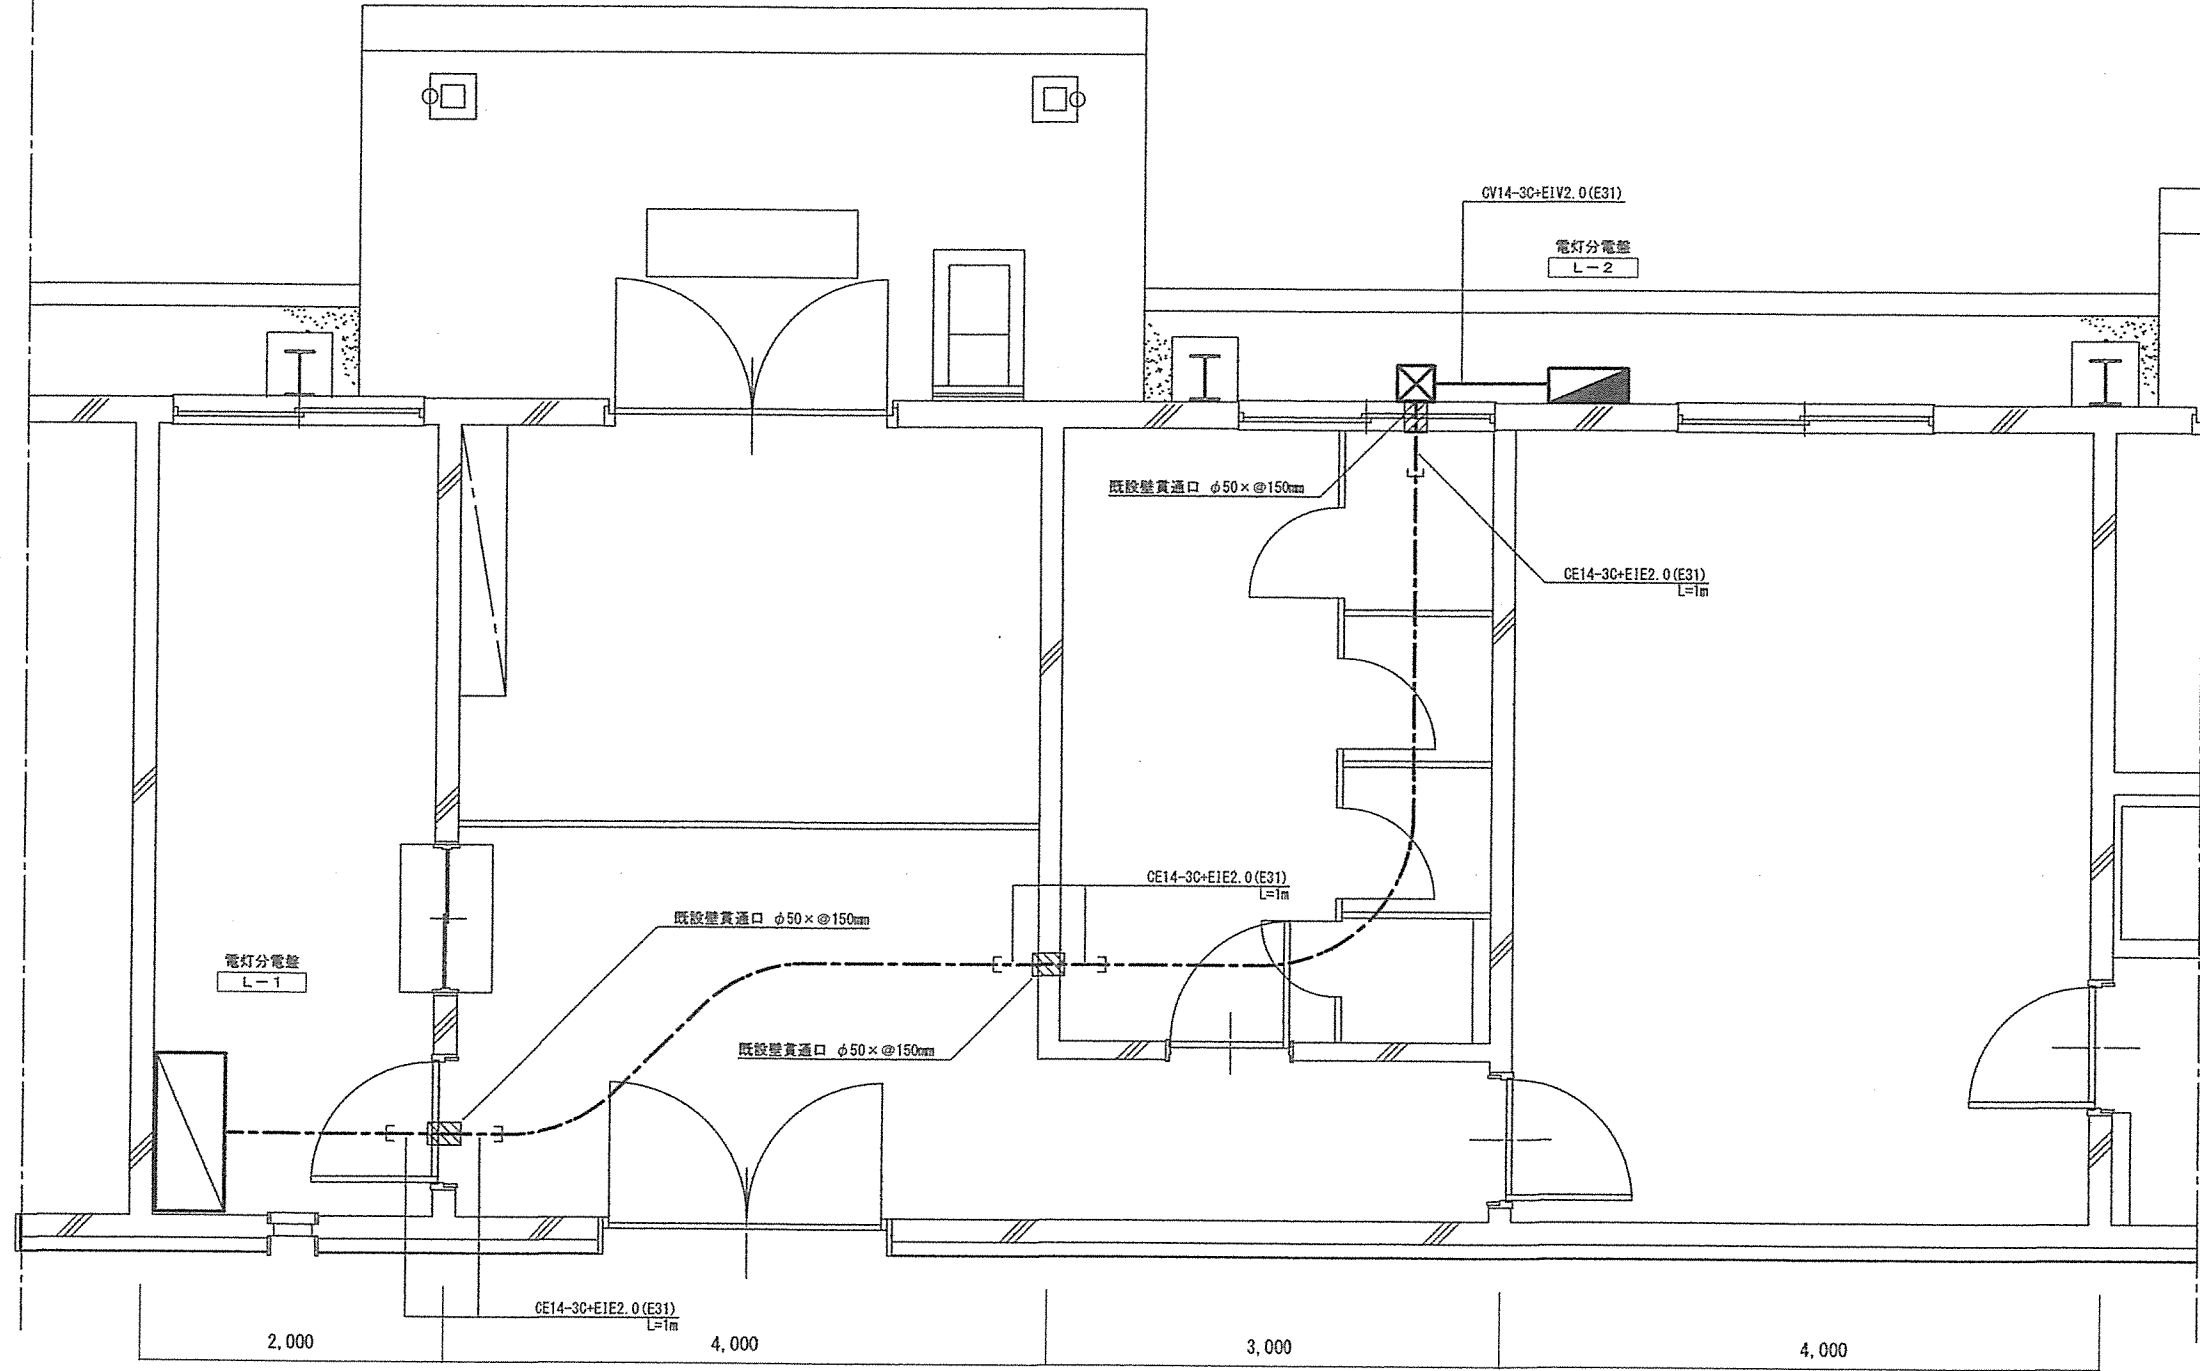 CV14-3C+EIV2.0(E31)
電灯分電盤
L-2
既設壁貫通口 φ50×@150mm
CE14-3C+EIE2.0(E31)
L=1m
CE14-3C+EIE2.0(E31)
L=1m
既設壁貫通口 φ50×@150mm
電灯分電盤
L-1
既設壁貫通口 φ50×@150mm
CE14-3C+EIE2.0(E31)
L=1m
2,000
4,000
3,000
4,000